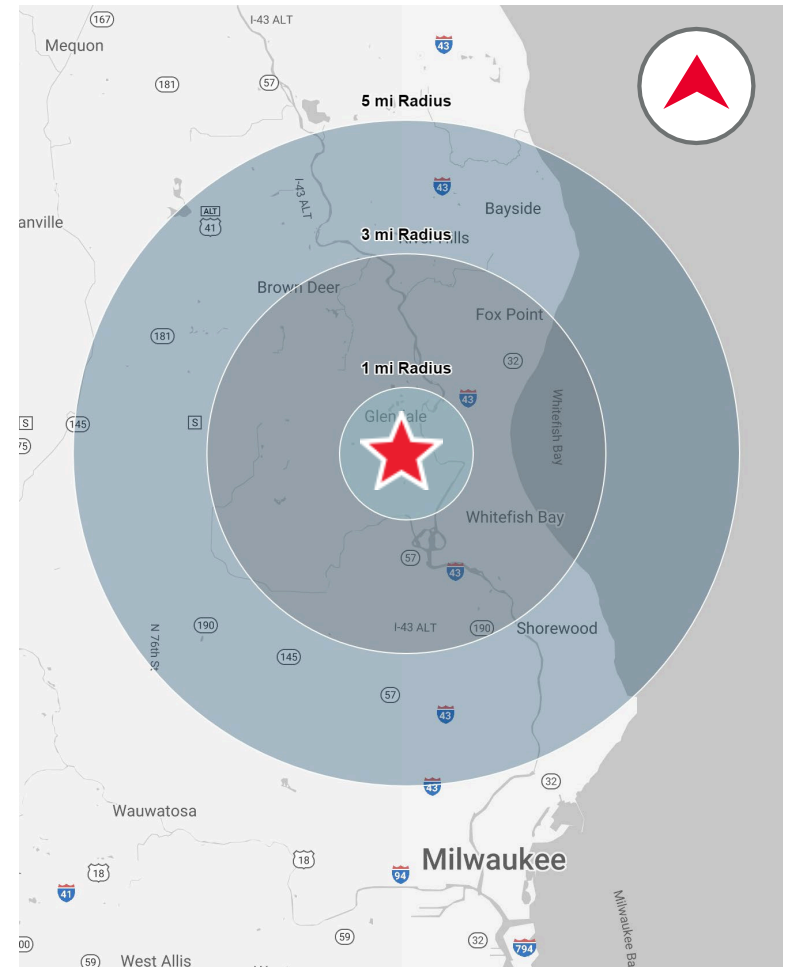 167
I-43 ALT
Mequon
43
181
57
5 mi Radius
I-43 ALT
43
ALT
41
Bayside
anville
3 mi Radius
River Hills
Brown Deer
Fox Point
181
32
1 mi Radius
43
Whitefish Bay
Glendale
S
145
S
75
Whitefish Bay
57
43
190
I-43 ALT
190
Shorewood
N 76th St
145
57
43
43
32
Wauwatosa
Milwaukee
18
18
94
41
Milwaukee Ba
59
32
00
794
59
West Allis